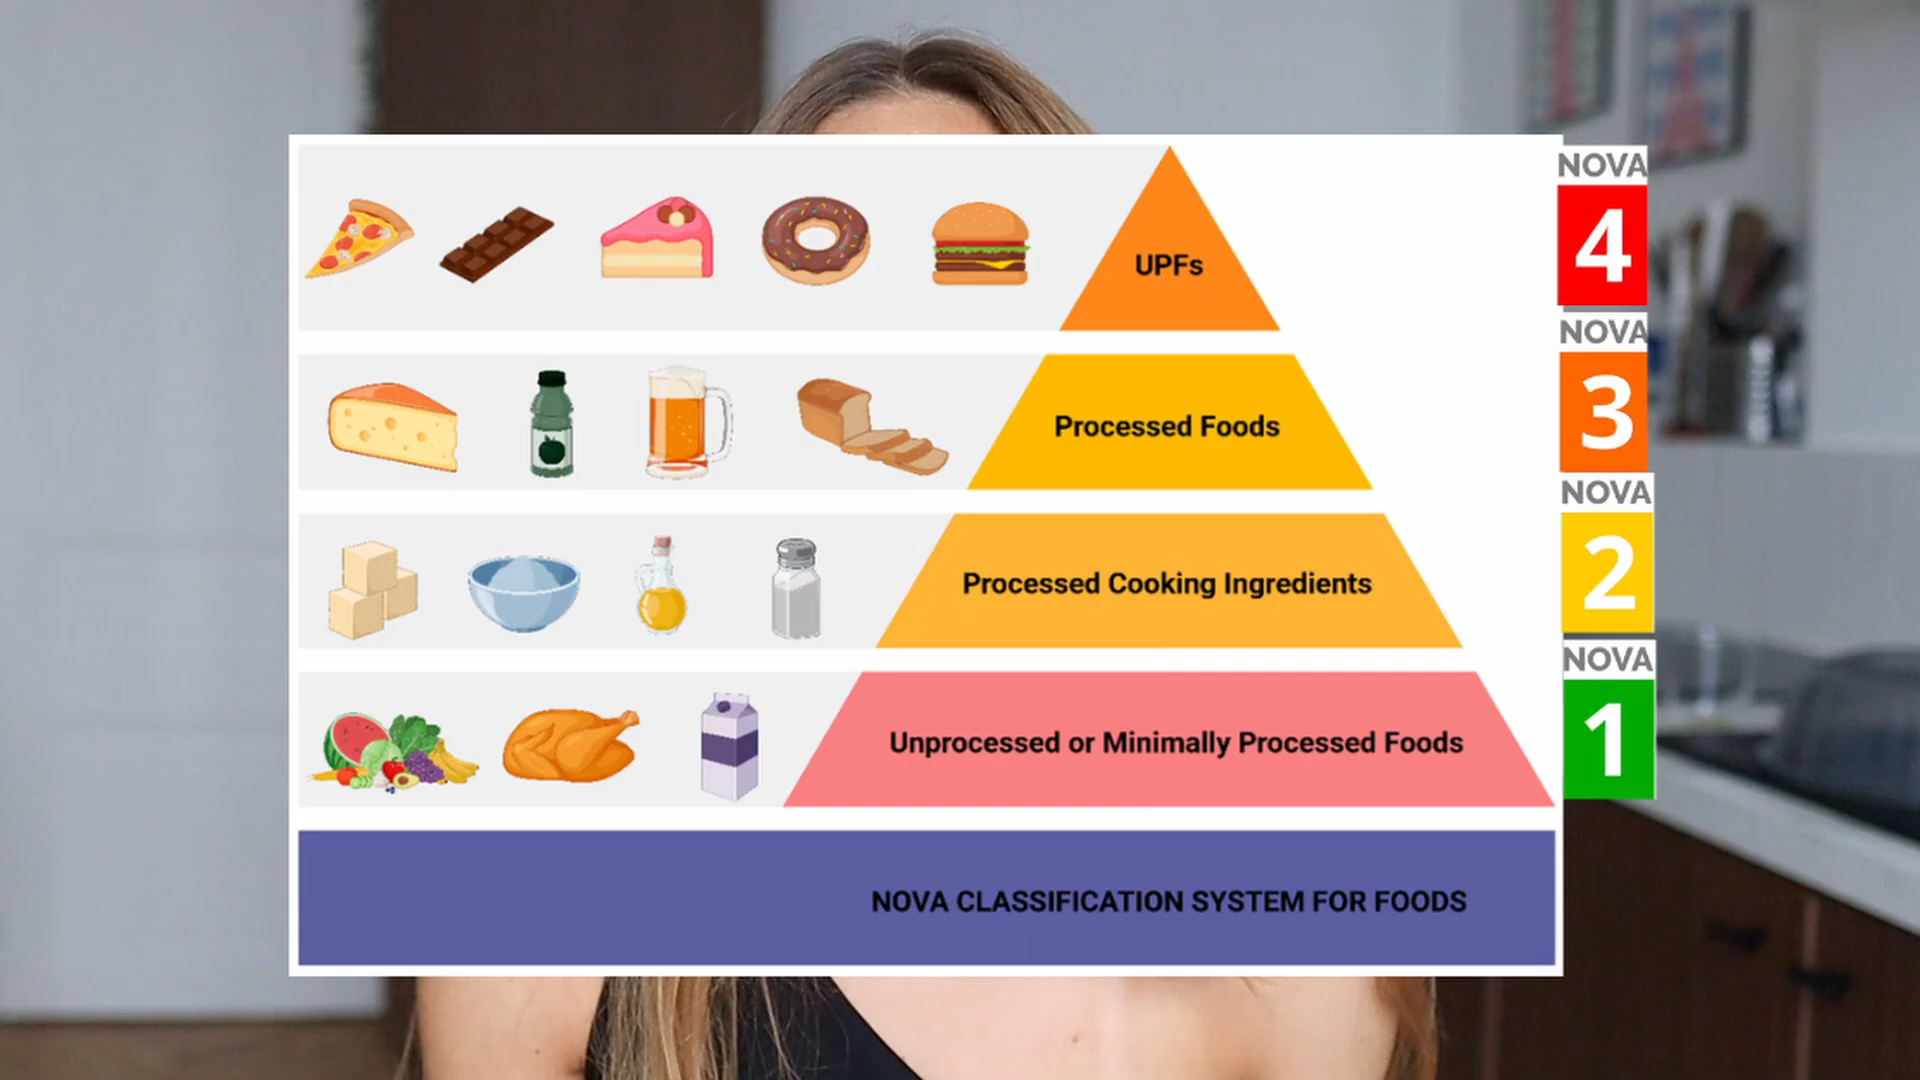 NOVA
4
UPFs
NOVA
3
Processed Foods
NOVA
2
Processed Cooking Ingredients
NOVA
1
Unprocessed or Minimally Processed Foods
NOVA CLASSIFICATION SYSTEM FOR FOODS